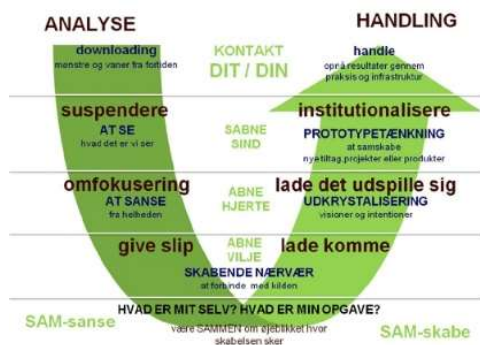 ANALYSE
HANDLING
downloading
mønstre og vaner fra fortiden
KONTAKT
DIT / DIN
handle
opnå resultater gennem
praksis og infrastruktur
suspendere
AT SE
hvad det er vi ser
SABNE
SIND
institutionalisere
PROTOTYPETÆNKNING
at samskabe
nye tiltag, projekter eller produkter
omfokusering
AT SANSE
fra helheden
ÅBNE
HJERTE
lade det udspille sig
UDKRYSTALISERING
visioner og intentioner
give slip
ÅBNE
VILJE
lade komme
SKABENDE NÆRVÆR
at forbinde med kilden
HVAD ER MIT SELV? HVAD ER MIN OPGAVE?
SAM-sanse
være SAMMEN om øjeblikket hvor
skabelsen sker
SAM-skabe